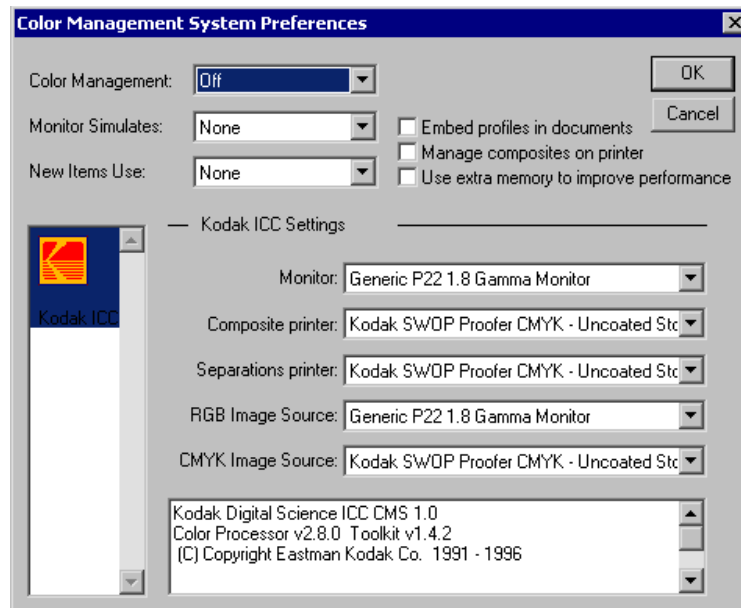 Color Management System Preferences
Color Management: Off
OK
Monitor Simulates: None
Embed profiles in documents
Cancel
Manage composites on printer
New Items Use: None
Use extra memory to improve performance
Kodak ICC Settings
Kodak ICC
Monitor: Generic P22 1.8 Gamma Monitor
Composite printer: Kodak SWOP Proofer CMYK - Uncoated Stc
Separations printer: Kodak SWOP Proofer CMYK - Uncoated Stc
RGB Image Source: Generic P22 1.8 Gamma Monitor
CMYK Image Source: Kodak SWOP Proofer CMYK - Uncoated Stc
Kodak Digital Science ICC CMS 1.0
Color Processor v2.8.0 Toolkit v1.4.2
(C) Copyright Eastman Kodak Co. 1991 - 1996